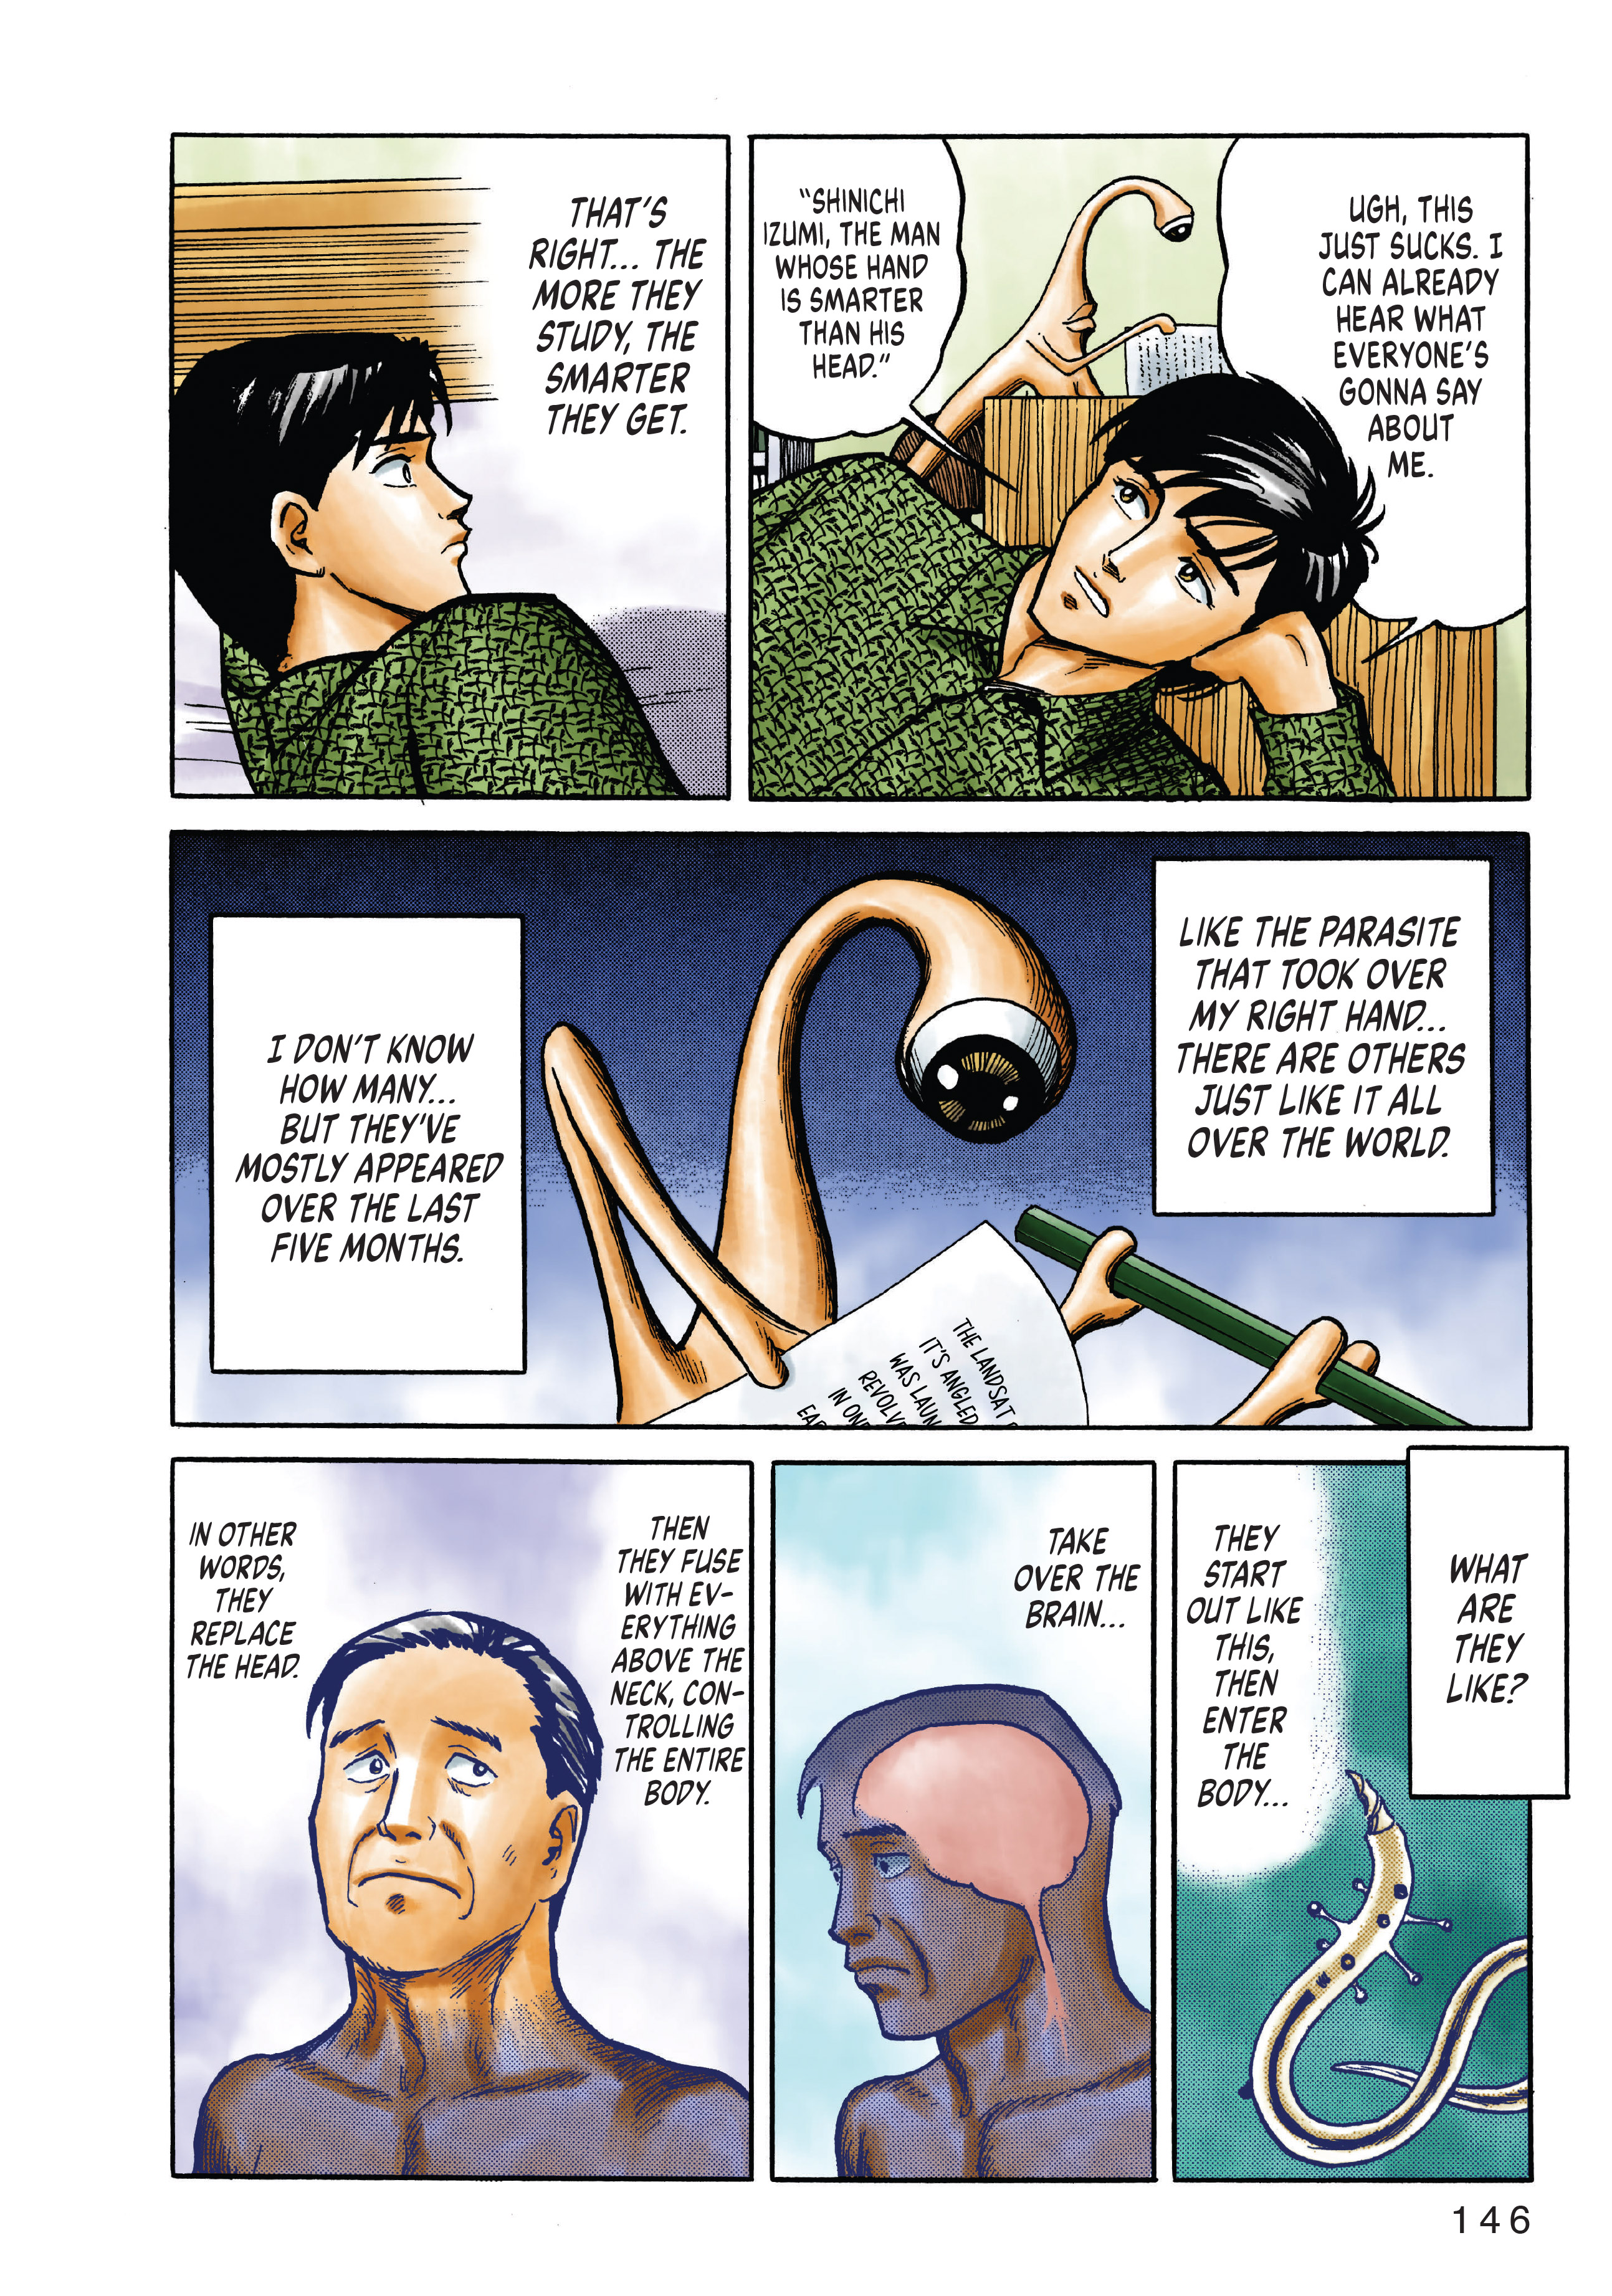 UGH, THIS
JUST SUCKS. I
CAN ALREADY
HEAR WHAT
EVERYONE'S
GONNA SAY
ABOUT
ME.
"SHINICHI
IZUMI, THE MAN
WHOSE HAND
IS SMARTER
THAN HIS
HEAD."
THAT'S
RIGHT... THE
MORE THEY
STUDY, THE
SMARTER
THEY GET.
LIKE THE PARASITE
THAT TOOK OVER
MY RIGHT HAND...
THERE ARE OTHERS
JUST LIKE IT ALL
OVER THE WORLD.
I DON'T KNOW
HOW MANY...
BUT THEY'VE
MOSTLY APPEARED
OVER THE LAST
FIVE MONTHS.
THE LANDSAT
IT'S ANGLED
WAS LAUN
REVOLVE
IN ONE
EAR
WHAT
ARE
THEY
LIKE?
THEY
START
OUT LIKE
THIS,
THEN
ENTER
THE
BODY...
TAKE
OVER THE
BRAIN...
THEN
THEY FUSE
WITH EV-
ERYTHING
ABOVE THE
NECK, CON-
TROLLING
THE ENTIRE
BODY.
IN OTHER
WORDS,
THEY
REPLACE
THE HEAD.
146